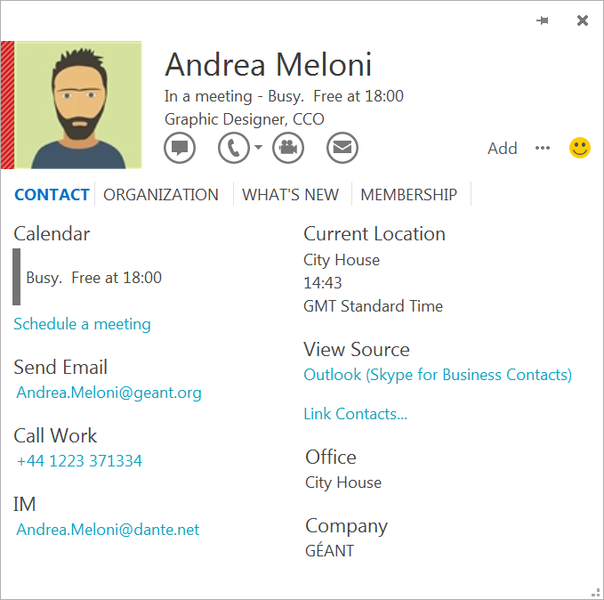 Andrea Meloni
In a meeting - Busy.  Free at 18:00
Graphic Designer, CCO
Add
CONTACT ORGANIZATION WHAT'S NEW MEMBERSHIP
Calendar
Busy.  Free at 18:00
Schedule a meeting
Send Email
Andrea.Meloni@geant.org
Call Work
+44 1223 371334
IM
Andrea.Meloni@dante.net
Current Location
City House
14:43
GMT Standard Time
View Source
Outlook (Skype for Business Contacts)
Link Contacts...
Office
City House
Company
GÉANT